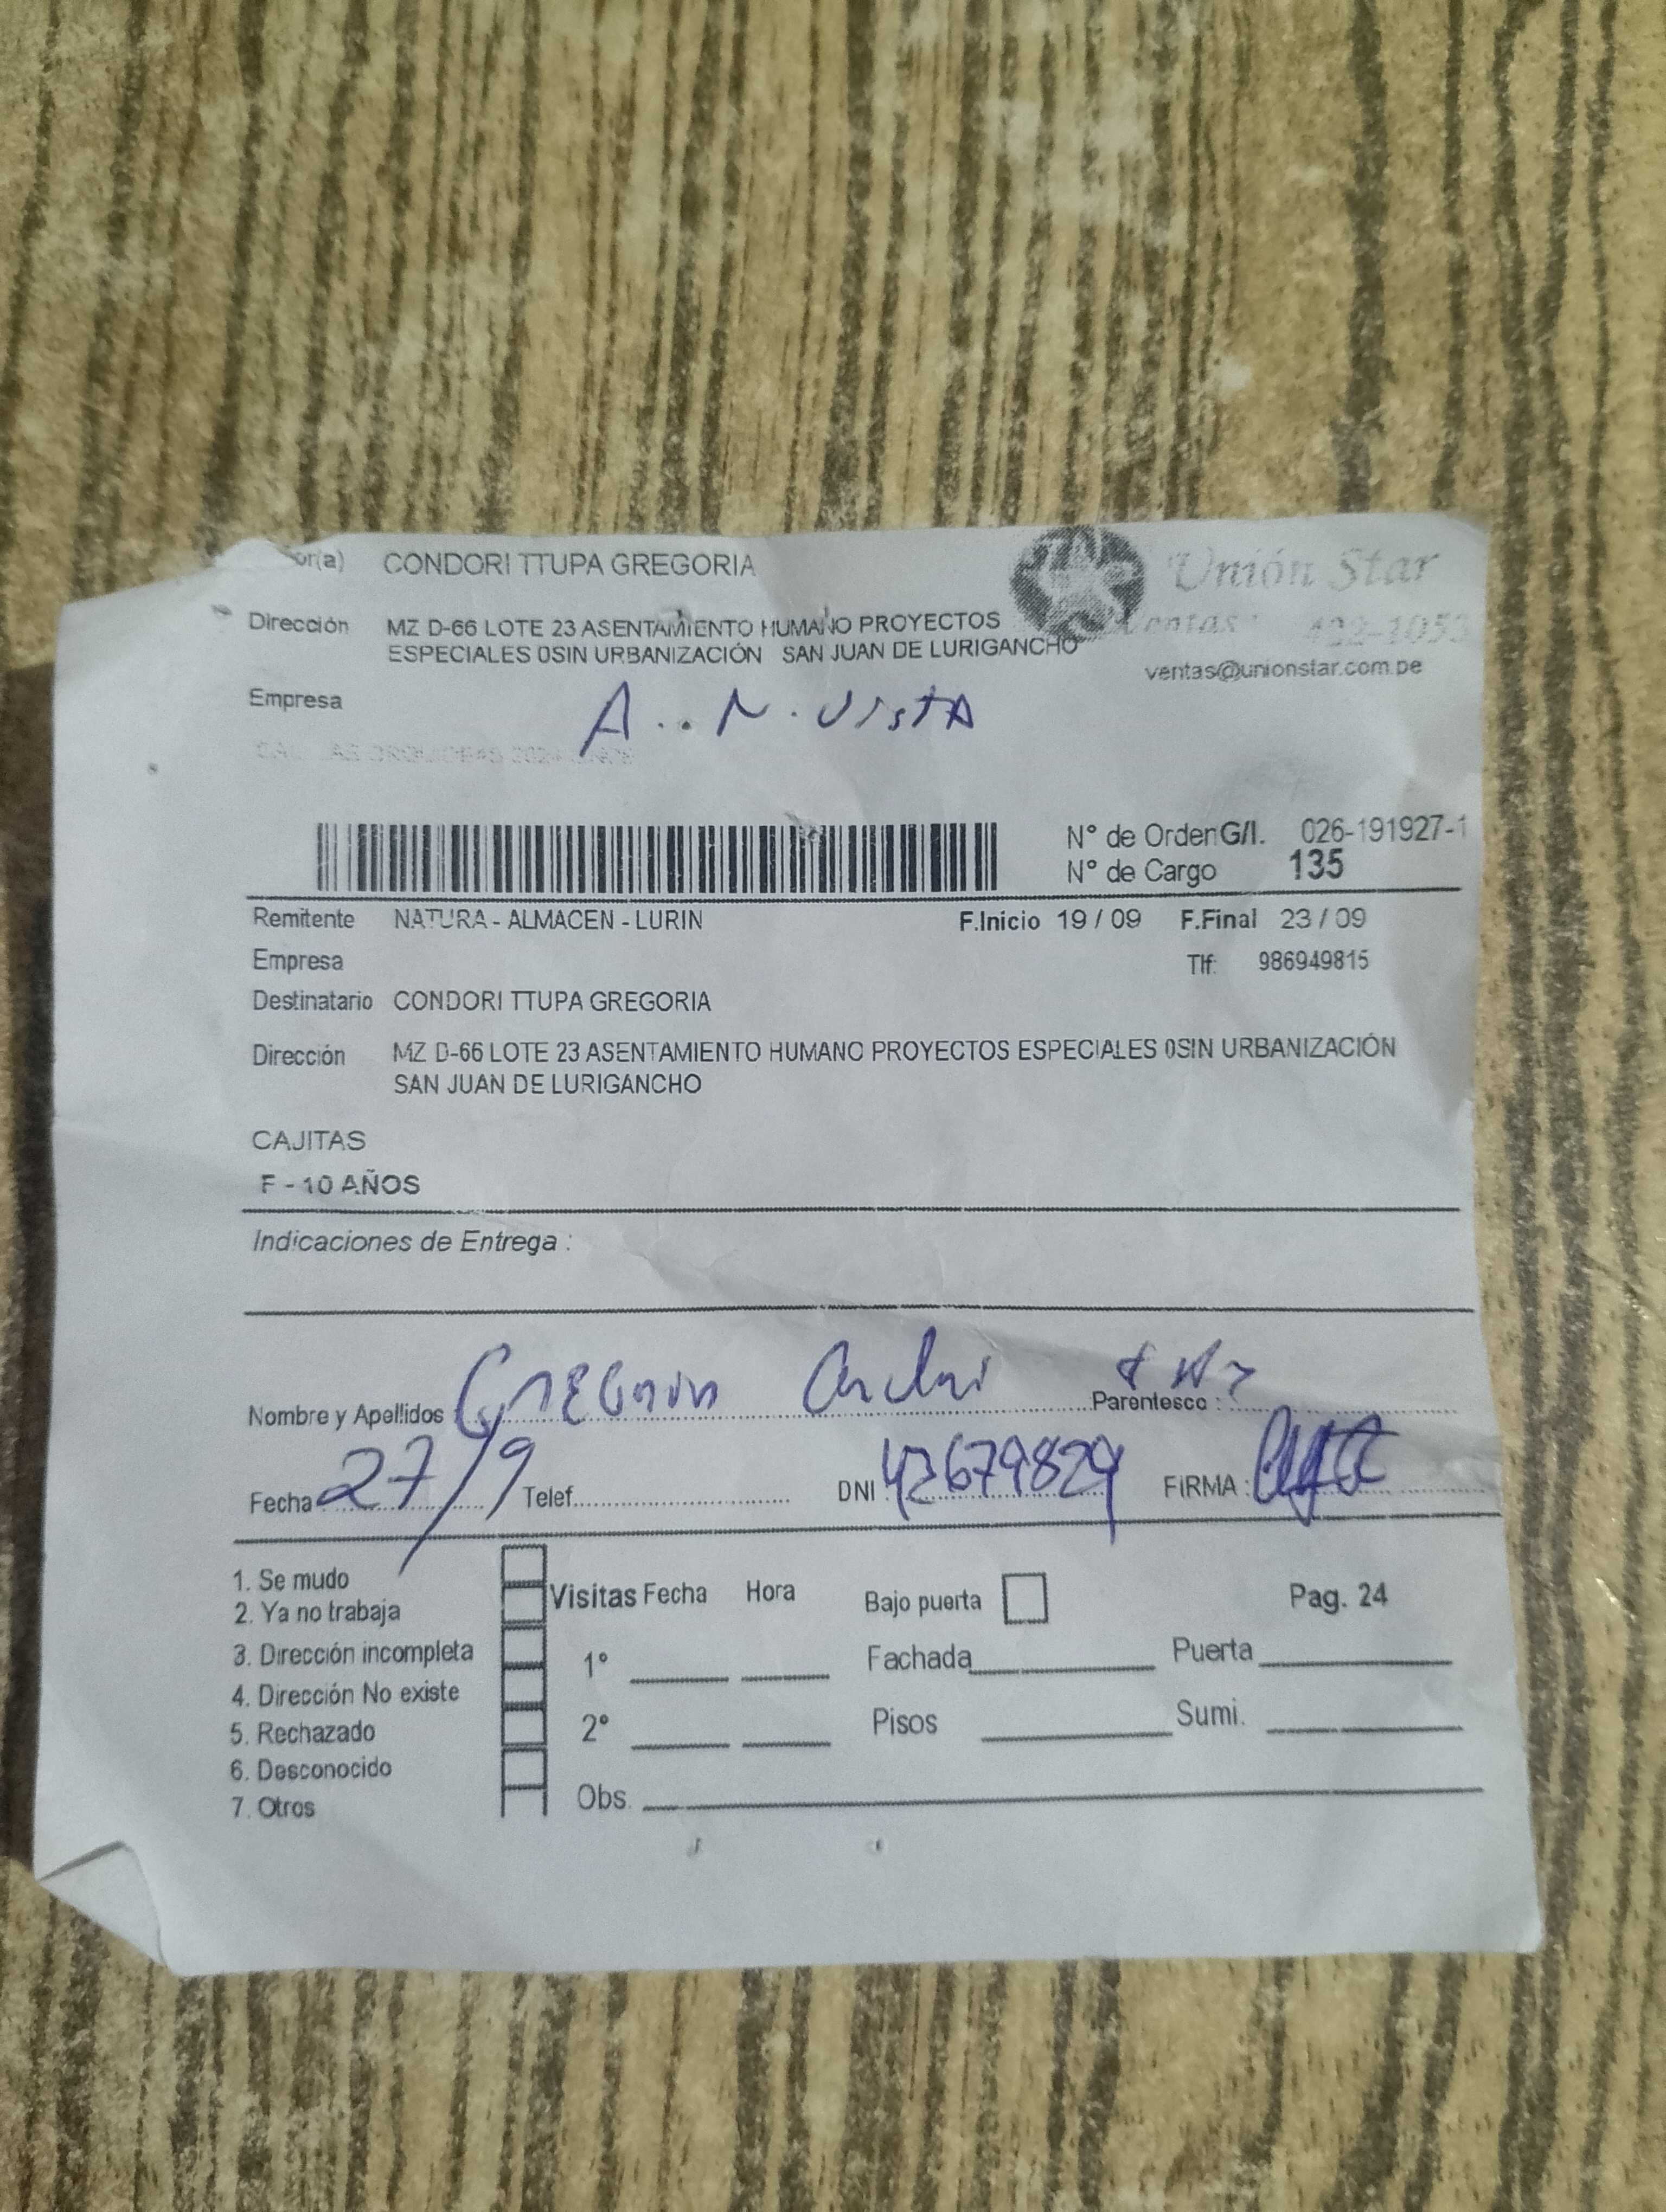 or(a) CONDORI TTUPA GREGORIA
Unión Star
Dirección MZ D-66 LOTE 23 ASENTAMIENTO HUMANO PROYECTOS
Ventas: 422-1053
ESPECIALES 0SIN URBANIZACIÓN SAN JUAN DE LURIGANCHO
ventas@unionstar.com.pe
Empresa
A.. N. VistA
N° de Orden G/I. 026-191927-1
N° de Cargo 135
Remitente NATURA - ALMACEN - LURIN F.Inicio 19 / 09 F.Final 23 / 09
Empresa Tlf: 986949815
Destinatario CONDORI TTUPA GREGORIA
Dirección MZ D-66 LOTE 23 ASENTAMIENTO HUMANO PROYECTOS ESPECIALES 0SIN URBANIZACIÓN
SAN JUAN DE LURIGANCHO
CAJITAS
F - 10 AÑOS
Indicaciones de Entrega :
Nombre y Apellidos Parentesco :
Fecha 27/9 Telef. DNI : 42679829 FIRMA :
1. Se mudo
2. Ya no trabaja
3. Dirección incompleta
4. Dirección No existe
5. Rechazado
6. Desconocido
7. Otros
Visitas Fecha Hora Bajo puerta Pag. 24
1° Fachada Puerta
2° Pisos Sumi.
Obs.